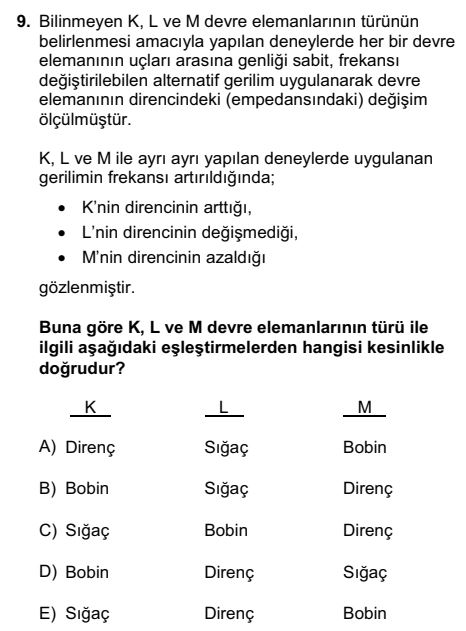 9. Bilinmeyen K, L ve M devre elemanlarının türünün
belirlenmesi amacıyla yapılan deneylerde her bir devre
elemanının uçları arasına genliği sabit, frekansı
değiştirilebilen alternatif gerilim uygulanarak devre
elemanının direncindeki (empedansındaki) değişim
ölçülmüştür.
K, L ve M ile ayrı ayrı yapılan deneylerde uygulanan
gerilimin frekansı artırıldığında;
• K'nin direncinin arttığı,
• L'nin direncinin değişmediği,
• M'nin direncinin azaldığı
gözlenmiştir.
Buna göre K, L ve M devre elemanlarının türü ile
ilgili aşağıdaki eşleştirmelerden hangisi kesinlikle
doğrudur?
K L M
A) Direnç Sığaç Bobin
B) Bobin Sığaç Direnç
C) Sığaç Bobin Direnç
D) Bobin Direnç Sığaç
E) Sığaç Direnç Bobin